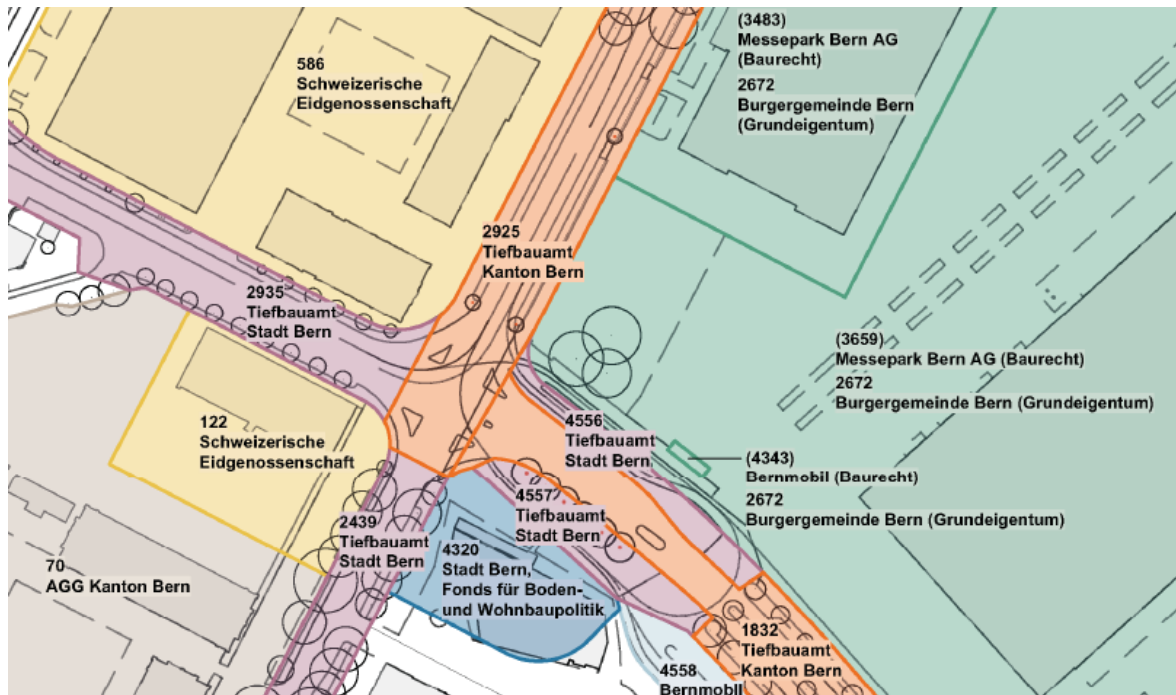 (3483)
Messepark Bern AG
(Baurecht)
2672
Burgergemeinde Bern
(Grundeigentum)
586
Schweizerische
Eidgenossenschaft
2925
Tiefbauamt
Kanton Bern
2935
Tiefbauamt
Stadt Bern
(3659)
Messepark Bern AG (Baurecht)
2672
Burgergemeinde Bern (Grundeigentum)
122
Schweizerische
Eidgenossenschaft
4556
Tiefbauamt
Stadt Bern
(4343)
Bernmobil (Baurecht)
2672
Burgergemeinde Bern (Grundeigentum)
4557
Tiefbauamt
Stadt Bern
2439
Tiefbauamt
Stadt Bern
4320
Stadt Bern,
Fonds für Boden-
und Wohnbaupolitik
70
AGG Kanton Bern
1832
Tiefbauamt
Kanton Bern
4558
Bernmobil